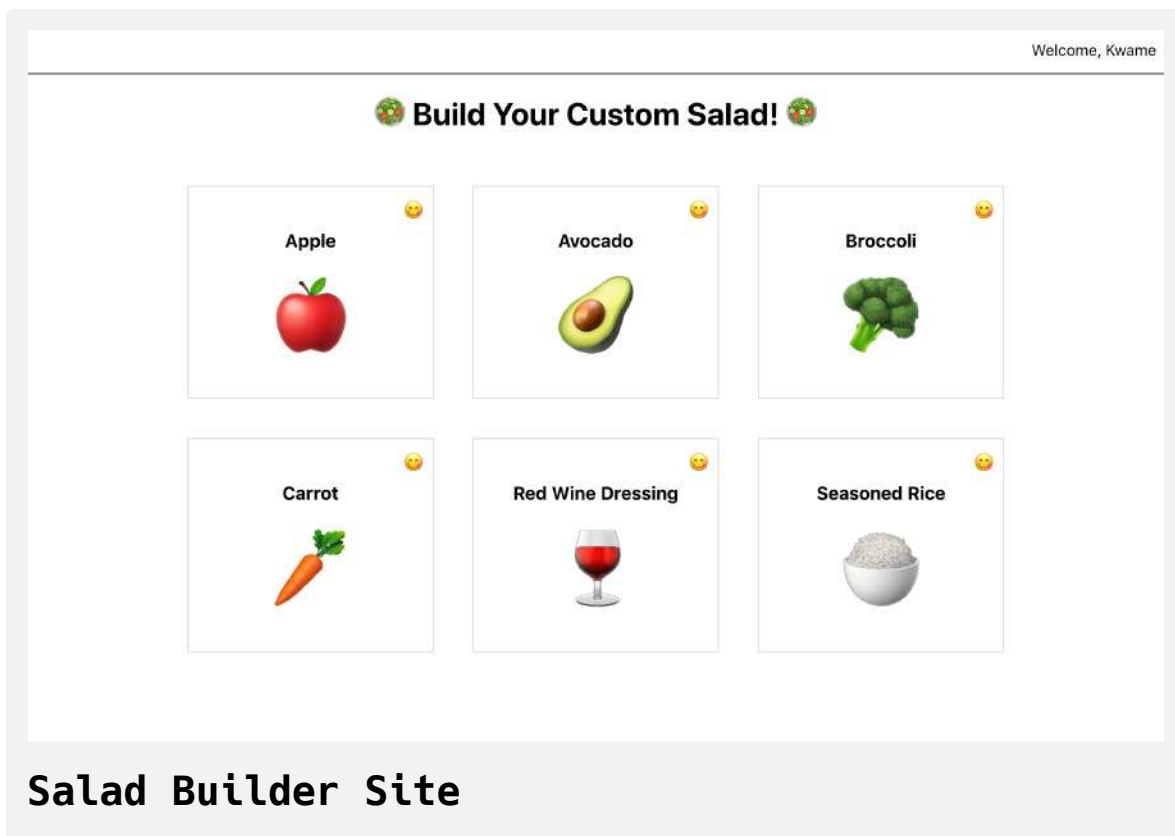 Welcome, Kwame
Build Your Custom Salad!
Apple
Avocado
Broccoli
Carrot
Red Wine Dressing
Seasoned Rice
Salad Builder Site